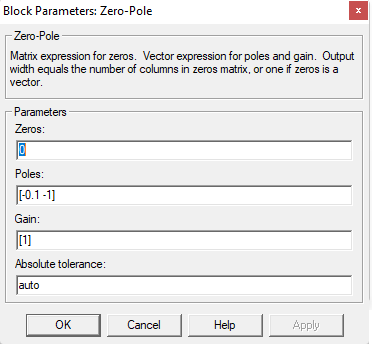 Block Parameters: Zero-Pole
x
Zero-Pole
Matrix expression for zeros.  Vector expression for poles and gain.  Output
width equals the number of columns in zeros matrix, or one if zeros is a
vector.
Parameters
Zeros:
0
Poles:
[-0.1 -1]
Gain:
[1]
Absolute tolerance:
auto
OK
Cancel
Help
Apply